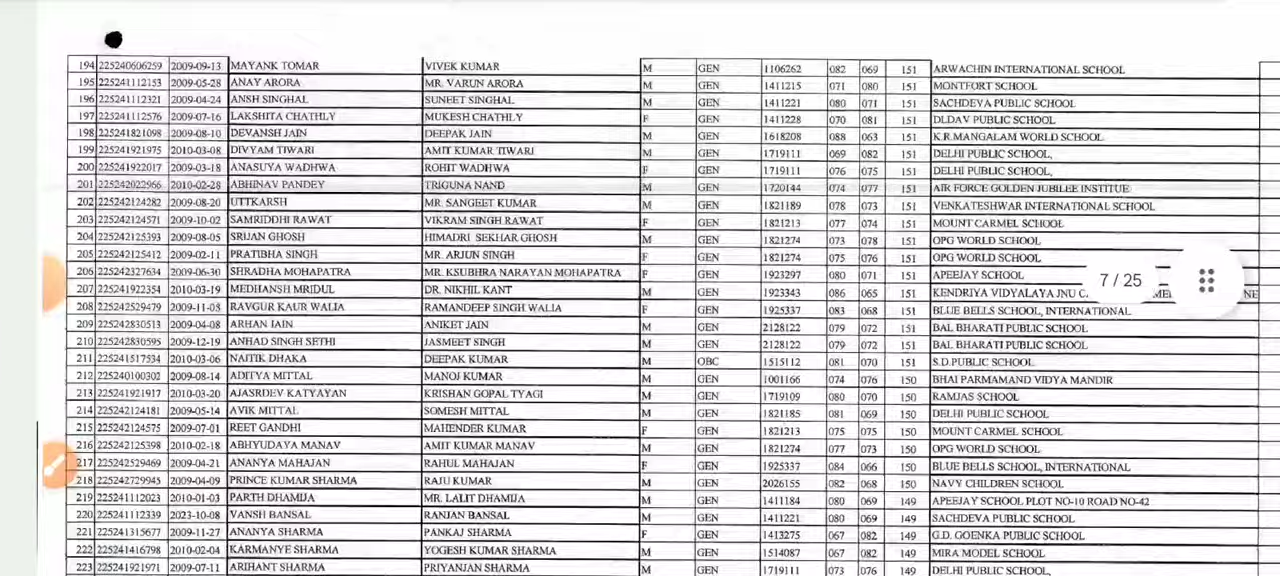 194 225240606259 2009-09-13 MAYANK TOMAR VIVEK KUMAR M GEN 1106262 082 069 151 ARWACHIN INTERNATIONAL SCHOOL
195 225241112153 2009-05-28 ANAY ARORA MR. VARUN ARORA M GEN 1411215 071 080 151 MONTFORT SCHOOL
196 225241112321 2009-04-24 ANSH SINGHAL SUNEET SINGHAL M GEN 1411221 080 071 151 SACHDEVA PUBLIC SCHOOL
197 225241112576 2009-07-16 LAKSHITA CHATHLY MUKESH CHATHLY F GEN 1411228 070 081 151 DLDAV PUBLIC SCHOOL
198 225241821098 2009-08-10 DEVANSH JAIN DEEPAK JAIN M GEN 1618208 088 063 151 K.R.MANGALAM WORLD SCHOOL
199 225241921975 2010-03-08 DIVYAM TIWARI AMIT KUMAR TIWARI M GEN 1719111 069 082 151 DELHI PUBLIC SCHOOL,
200 225241922017 2009-03-18 ANASUYA WADHWA ROHIT WADHWA F GEN 1719111 076 075 151 DELHI PUBLIC SCHOOL,
201 225242022966 2010-02-28 ABHINAV PANDEY TRIGUNA NAND M GEN 1720144 074 077 151 AIR FORCE GOLDEN JUBILEE INSTITUE
202 225242124282 2009-08-20 UTTKARSH MR. SANGEET KUMAR M GEN 1821189 078 073 151 VENKATESHWAR INTERNATIONAL SCHOOL
203 225242124571 2009-10-02 SAMRIDDHI RAWAT VIKRAM SINGH RAWAT F GEN 1821213 077 074 151 MOUNT CARMEL SCHOOL
204 225242125393 2009-08-05 SRIJAN GHOSH HIMADRI SEKHAR GHOSH M GEN 1821274 073 078 151 OPG WORLD SCHOOL
205 225242125412 2009-02-11 PRATIBHA SINGH MR. ARJUN SINGH F GEN 1821274 075 076 151 OPG WORLD SCHOOL
206 225242327634 2009-06-30 SHRADHA MOHAPATRA MR. KSUBHRA NARAYAN MOHAPATRA F GEN 1923297 080 071 151 APEEJAY SCHOOL
7 / 25
207 225241922354 2010-03-19 MEDHANSH MRIDUL DR. NIKHIL KANT M GEN 1923343 086 065 151 KENDRIYA VIDYALAYA JNU
208 225242529479 2009-11-03 RAVGUR KAUR WALIA RAMANDEEP SINGH WALIA F GEN 1925337 083 068 151 BLUE BELLS SCHOOL, INTERNATIONAL
209 225242830513 2009-04-08 ARHAN JAIN ANIKET JAIN M GEN 2128122 079 072 151 BAL BHARATI PUBLIC SCHOOL
210 225242830595 2009-12-19 ANHAD SINGH SETHI JASMEET SINGH M GEN 2128122 079 072 151 BAL BHARATI PUBLIC SCHOOL
211 225241517534 2010-03-06 NAITIK DHAKA DEEPAK KUMAR M OBC 1515112 081 070 151 S.D.PUBLIC SCHOOL
212 225240100302 2009-08-14 ADITYA MITTAL MANOJ KUMAR M GEN 1001166 074 076 150 BHAI PARMAMAND VIDYA MANDIR
213 225241921917 2010-03-20 AJASRDEV KATYAYAN KRISHAN GOPAL TYAGI M GEN 1719109 080 070 150 RAMJAS SCHOOL
214 225242124181 2009-05-14 AVIK MITTAL SOMESH MITTAL M GEN 1821185 081 069 150 DELHI PUBLIC SCHOOL
215 225242124575 2009-07-01 REET GANDHI MAHENDER KUMAR F GEN 1821213 075 075 150 MOUNT CARMEL SCHOOL
216 225242125398 2010-02-18 ABHYUDAYA MANAV AMIT KUMAR MANAV M GEN 1821274 077 073 150 OPG WORLD SCHOOL
217 225242529469 2009-04-21 ANANYA MAHAJAN RAHUL MAHAJAN F GEN 1925337 084 066 150 BLUE BELLS SCHOOL, INTERNATIONAL
218 225242729945 2009-04-09 PRINCE KUMAR SHARMA RAJU KUMAR M GEN 2026155 082 068 150 NAVY CHILDREN SCHOOL
219 225241112023 2010-01-03 PARTH DHAMIJA MR. LALIT DHAMIJA M GEN 1411184 080 069 149 APEEJAY SCHOOL PLOT NO-10 ROAD NO-42
220 225241112339 2023-10-08 VANSH BANSAL RANJAN BANSAL M GEN 1411221 080 069 149 SACHDEVA PUBLIC SCHOOL
221 225241315677 2009-11-27 ANANYA SHARMA PANKAJ SHARMA F GEN 1413275 067 082 149 G.D. GOENKA PUBLIC SCHOOL
222 225241416798 2010-02-04 KARMANYE SHARMA YOGESH KUMAR SHARMA M GEN 1514087 067 082 149 MIRA MODEL SCHOOL
223 225241921971 2009-07-11 ARIHANT SHARMA PRIYANJAN SHARMA M GEN 1719111 073 076 149 DELHI PUBLIC SCHOOL,